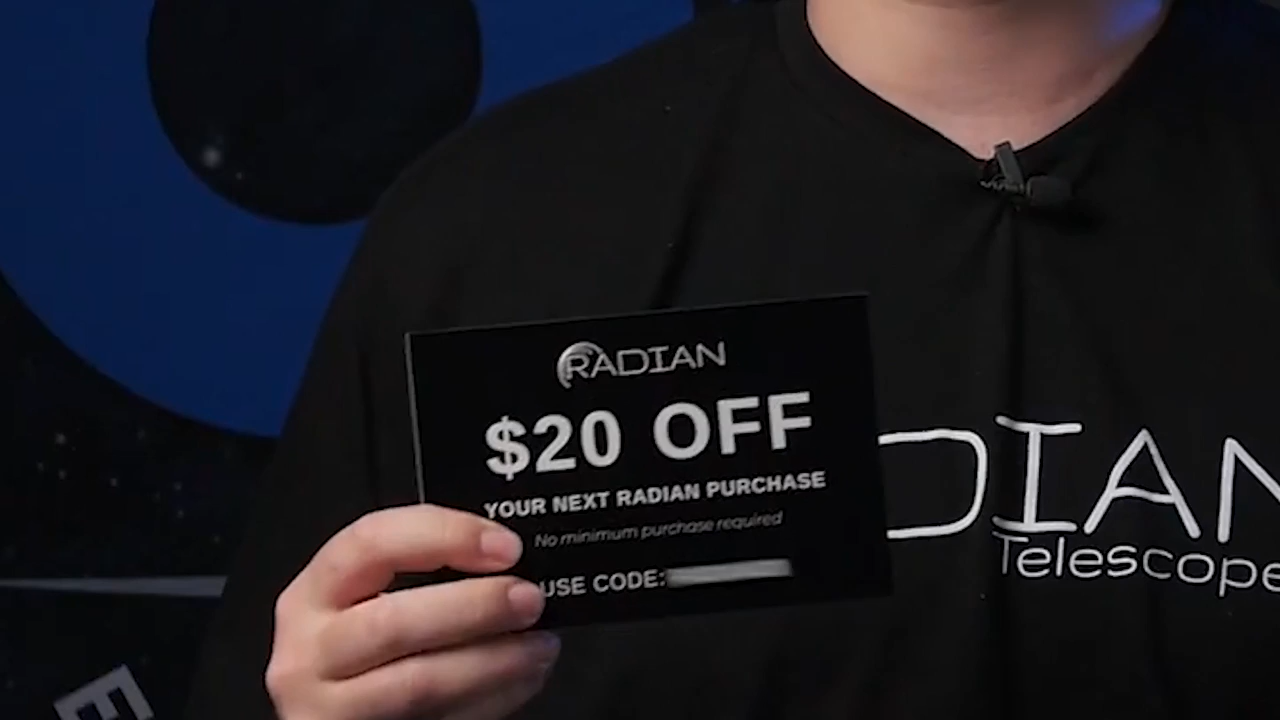 RADIAN
$20 OFF
YOUR NEXT RADIAN PURCHASE
No minimum purchase required
USE CODE:
DIAN
Telescope
E